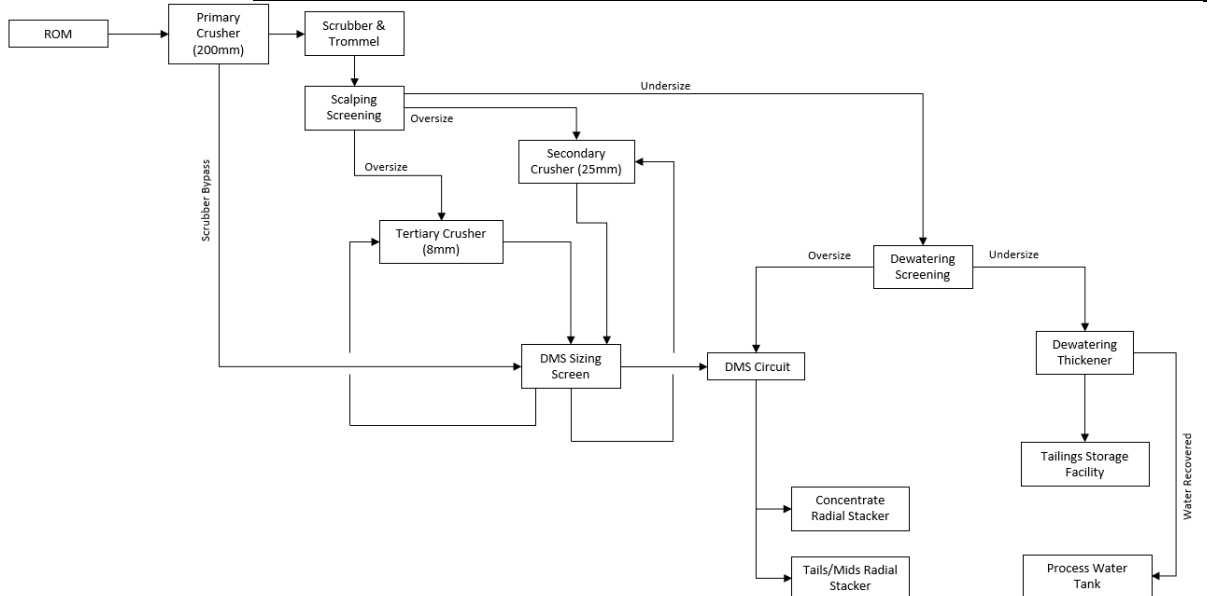 ROM
Primary
Crusher
(200mm)
Scrubber &
Trommel
Scalping
Screening
Undersize
Oversize
Secondary
Crusher (25mm)
Oversize
Scrubber Bypass
Tertiary Crusher
(8mm)
Oversize
Dewatering
Screening
Undersize
DMS Sizing
Screen
DMS Circuit
Dewatering
Thickener
Tailings Storage
Facility
Water Recovered
Concentrate
Radial Stacker
Tails/Mids Radial
Stacker
Process Water
Tank